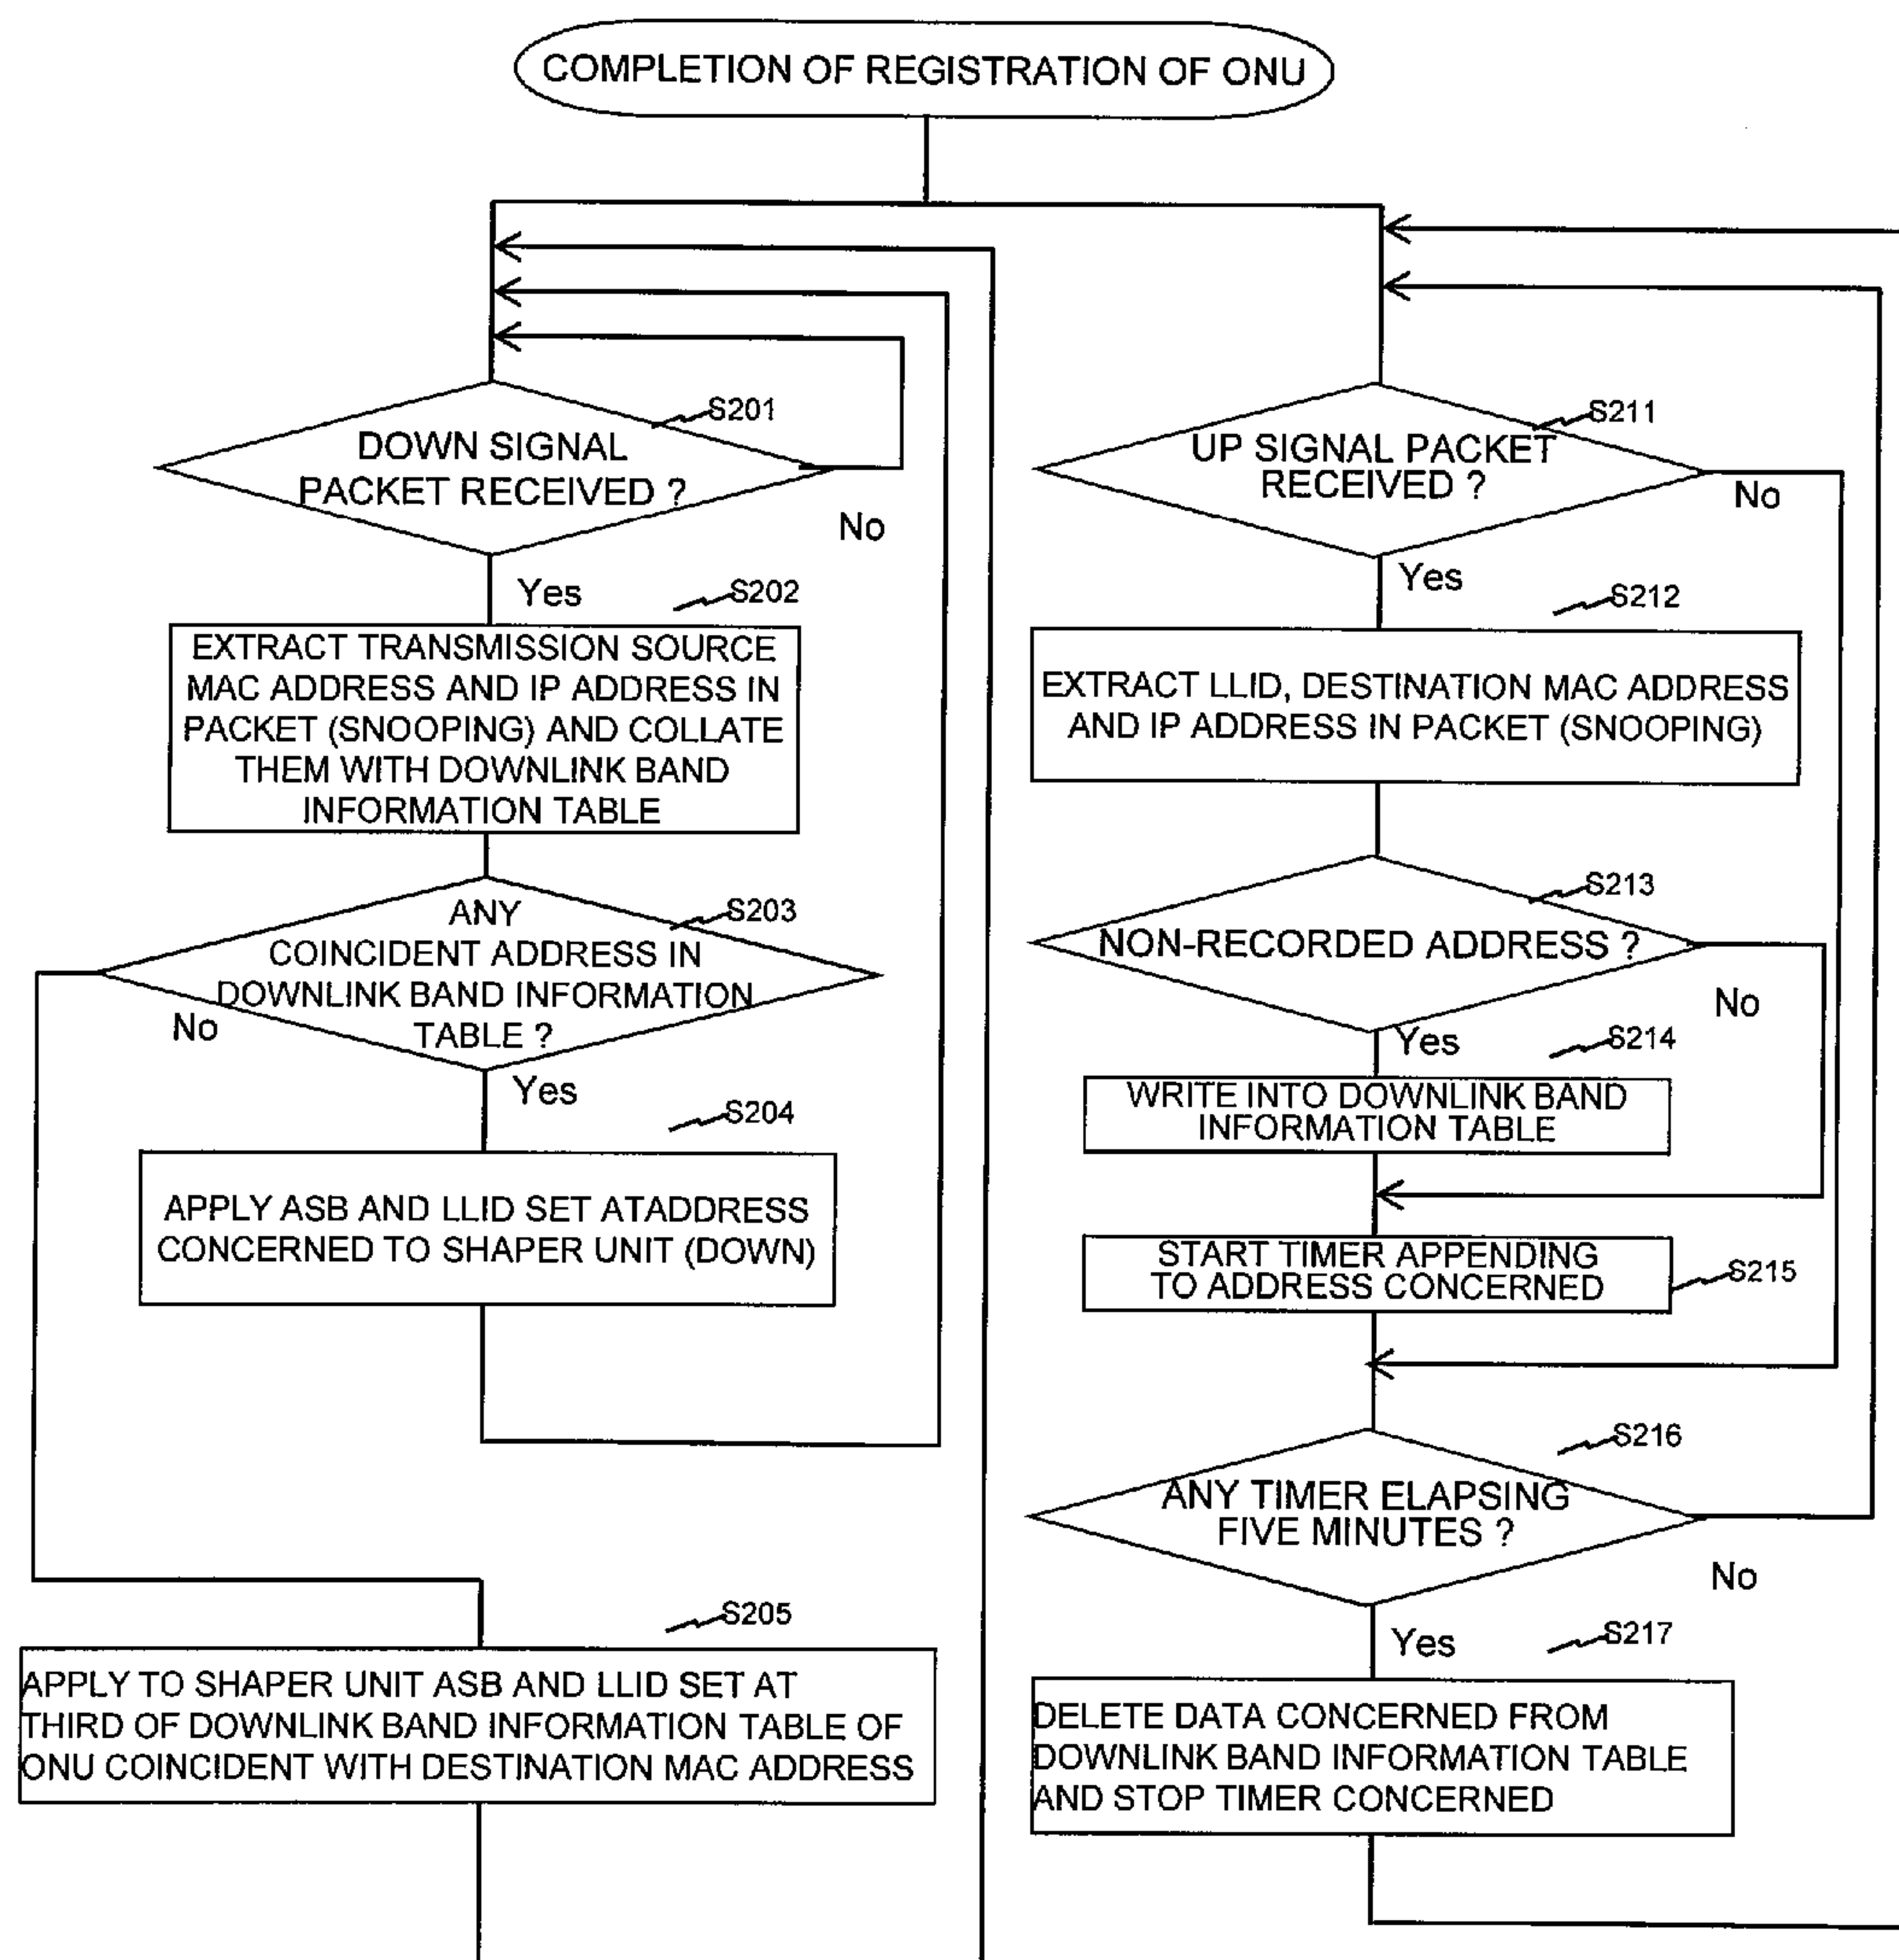 COMPLETION OF REGISTRATION OF ONU
S201
DOWN SIGNAL
PACKET RECEIVED ?
No
Yes
S202
EXTRACT TRANSMISSION SOURCE
MAC ADDRESS AND IP ADDRESS IN
PACKET (SNOOPING) AND COLLATE
THEM WITH DOWNLINK BAND
INFORMATION TABLE
S203
ANY
COINCIDENT ADDRESS IN
DOWNLINK BAND INFORMATION
TABLE ?
No
Yes
S204
APPLY ASB AND LLID SET ATADDRESS
CONCERNED TO SHAPER UNIT (DOWN)
S205
APPLY TO SHAPER UNIT ASB AND LLID SET AT
THIRD OF DOWNLINK BAND INFORMATION TABLE OF
ONU COINCIDENT WITH DESTINATION MAC ADDRESS
S211
UP SIGNAL PACKET
RECEIVED ?
No
Yes
S212
EXTRACT LLID, DESTINATION MAC ADDRESS
AND IP ADDRESS IN PACKET (SNOOPING)
S213
NON-RECORDED ADDRESS ?
No
Yes
S214
WRITE INTO DOWNLINK BAND
INFORMATION TABLE
START TIMER APPENDING
TO ADDRESS CONCERNED
S215
S216
ANY TIMER ELAPSING
FIVE MINUTES ?
No
Yes
S217
DELETE DATA CONCERNED FROM
DOWNLINK BAND INFORMATION TABLE
AND STOP TIMER CONCERNED